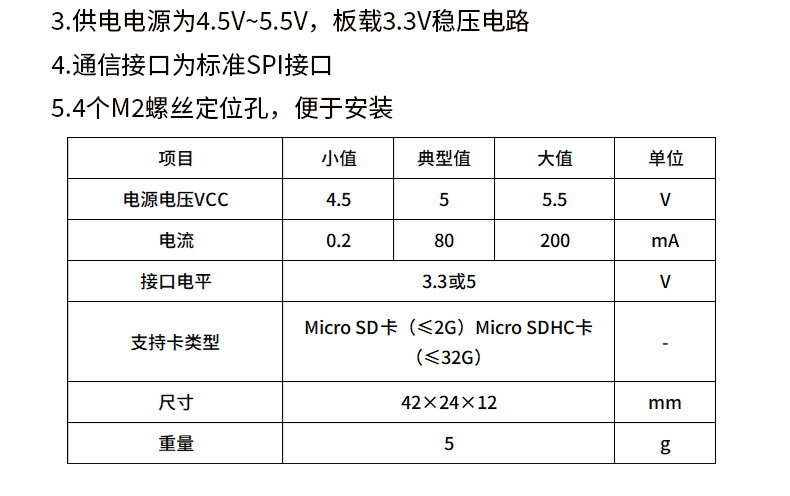 3.供电电源为4.5V~5.5V，板载3.3V稳压电路
4.通信接口为标准SPI接口
5.4个M2螺丝定位孔，便于安装
项目 小值 典型值 大值 单位
电源电压VCC 4.5 5 5.5 V
电流 0.2 80 200 mA
接口电平 3.3或5 V
支持卡类型 Micro SD卡（≤2G）Micro SDHC卡 -
（≤32G）
尺寸 42×24×12 mm
重量 5 g